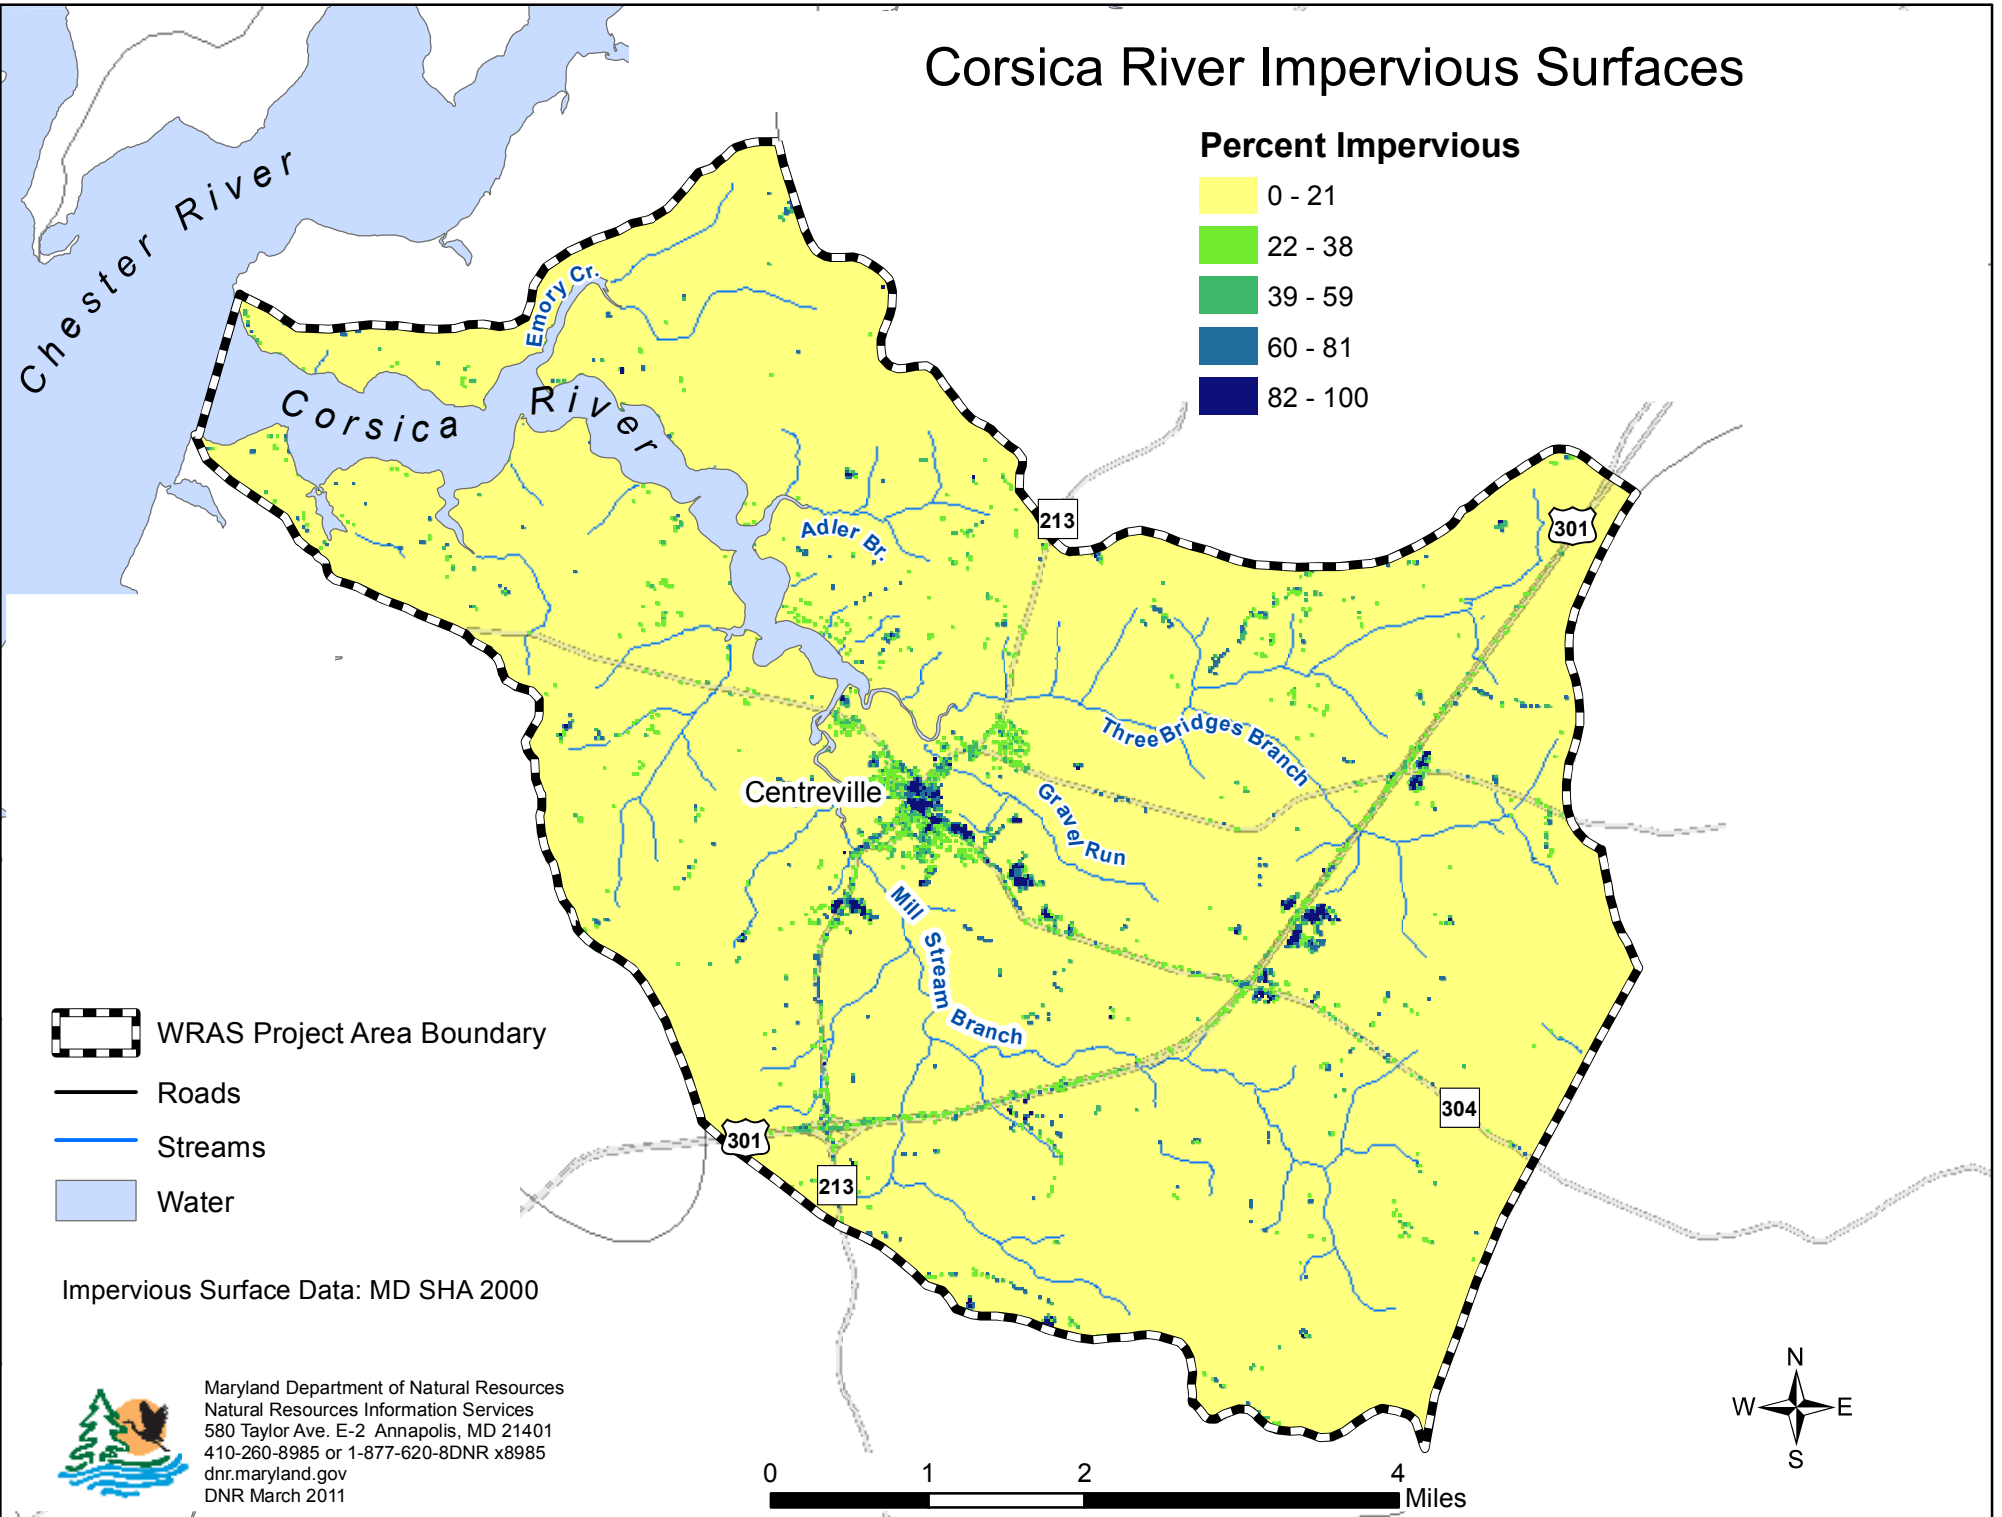 Corsica River Impervious Surfaces
Percent Impervious
0 - 21
22 - 38
39 - 59
60 - 81
82 - 100
Chester River
Emory Cr.
Corsica River
213
301
Adler Br.
Three Bridges Branch
Centreville
Gravel Run
Mill Stream Branch
304
301
213
WRAS Project Area Boundary
Roads
Streams
Water
Impervious Surface Data: MD SHA 2000
Maryland Department of Natural Resources
Natural Resources Information Services
580 Taylor Ave. E-2 Annapolis, MD 21401
410-260-8985 or 1-877-620-8DNR x8985
dnr.maryland.gov
DNR March 2011
0 1 2 4
Miles
N
W E
S